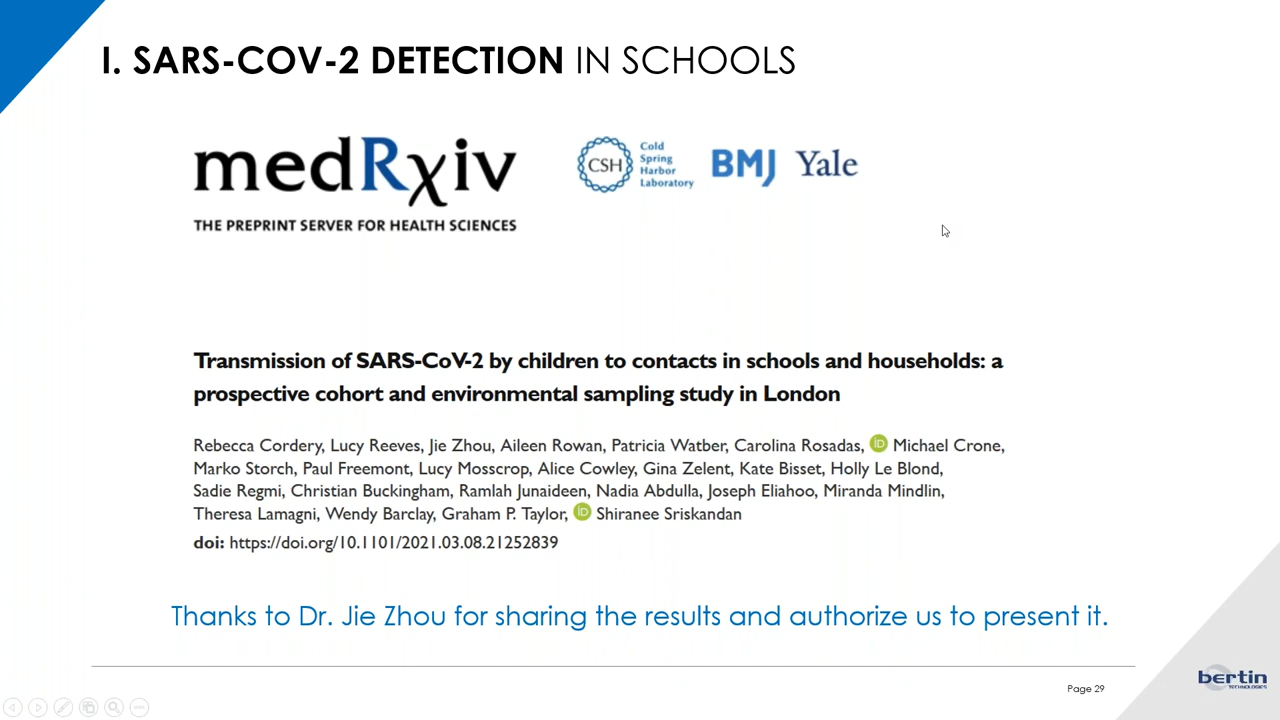 I. SARS-COV-2 DETECTION IN SCHOOLS
medRxiv
THE PREPRINT SERVER FOR HEALTH SCIENCES
CSH
Cold
Spring
Harbor
Laboratory
BMJ
Yale
Transmission of SARS-CoV-2 by children to contacts in schools and households: a
prospective cohort and environmental sampling study in London
Rebecca Cordery, Lucy Reeves, Jie Zhou, Aileen Rowan, Patricia Watber, Carolina Rosadas, iD Michael Crone,
Marko Storch, Paul Freemont, Lucy Mosscrop, Alice Cowley, Gina Zelent, Kate Bisset, Holly Le Blond,
Sadie Regmi, Christian Buckingham, Ramlah Junaideen, Nadia Abdulla, Joseph Eliahoo, Miranda Mindlin,
Theresa Lamagni, Wendy Barclay, Graham P. Taylor, iD Shiranee Sriskandan
doi: https://doi.org/10.1101/2021.03.08.21252839
Thanks to Dr. Jie Zhou for sharing the results and authorize us to present it.
Page 29
bertin
TECHNOLOGIES